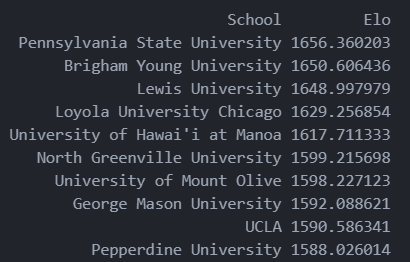 School Elo
Pennsylvania State University 1656.360203
Brigham Young University 1650.606436
Lewis University 1648.997979
Loyola University Chicago 1629.256854
University of Hawai'i at Manoa 1617.711333
North Greenville University 1599.215698
University of Mount Olive 1598.227123
George Mason University 1592.088621
UCLA 1590.586341
Pepperdine University 1588.026014